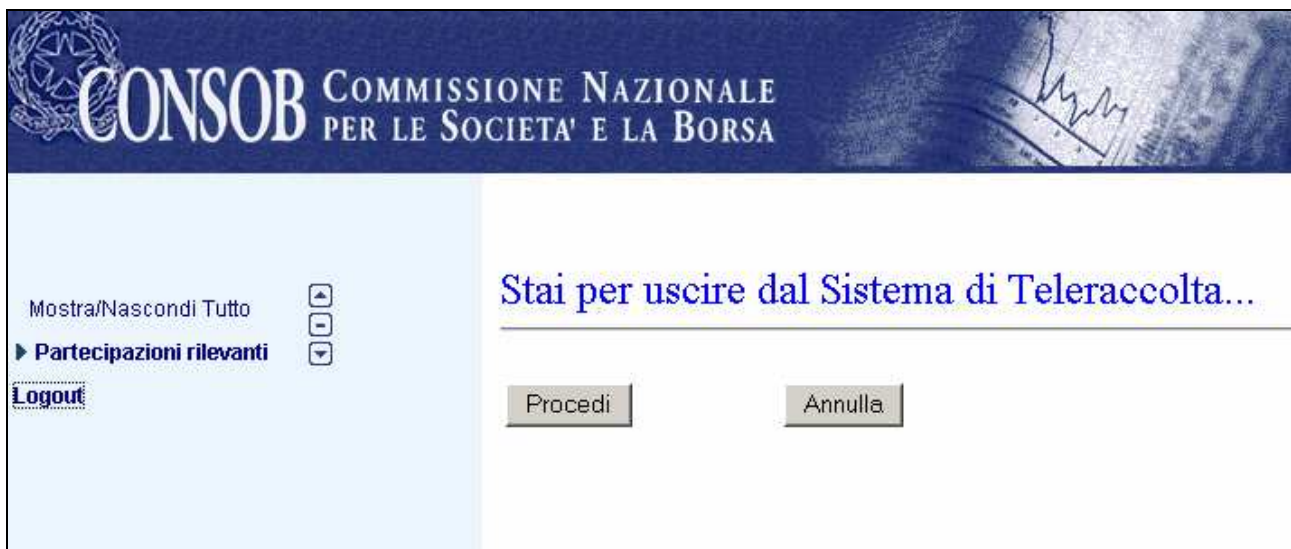 CONSOB COMMISSIONE NAZIONALE
PER LE SOCIETA' E LA BORSA
Mostra/Nascondi Tutto
Partecipazioni rilevanti
Logout
Stai per uscire dal Sistema di Teleraccolta...
Procedi Annulla